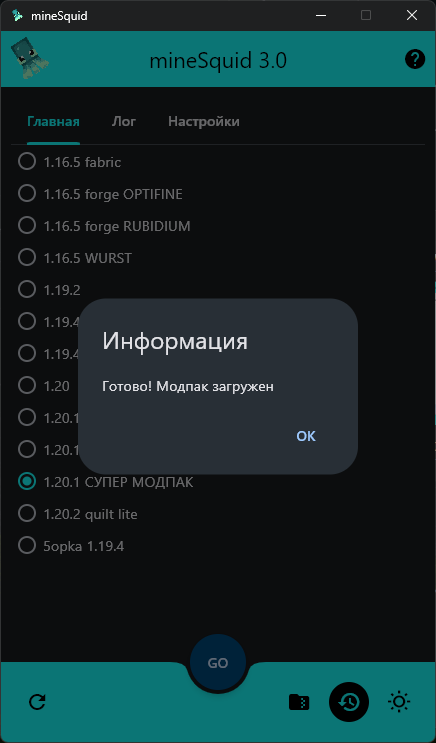 mineSquid
mineSquid 3.0
Главная Лог Настройки
1.16.5 fabric
1.16.5 forge OPTIFINE
1.16.5 forge RUBIDIUM
1.16.5 WURST
1.19.2
1.19.4
1.19.4
1.20
1.20.1
1.20.1
1.20.1 СУПЕР МОДПАК
1.20.2 quilt lite
5opka 1.19.4
Информация
Готово! Модпак загружен
ОК
GO